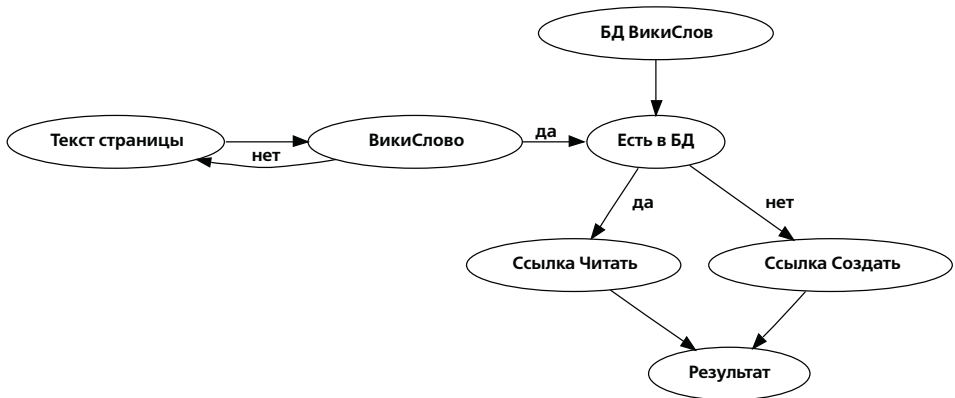 БД ВикиСлов
Текст страницы
ВикиСлово
да
Есть в БД
нет
да
нет
Ссылка Читать
Ссылка Создать
Результат